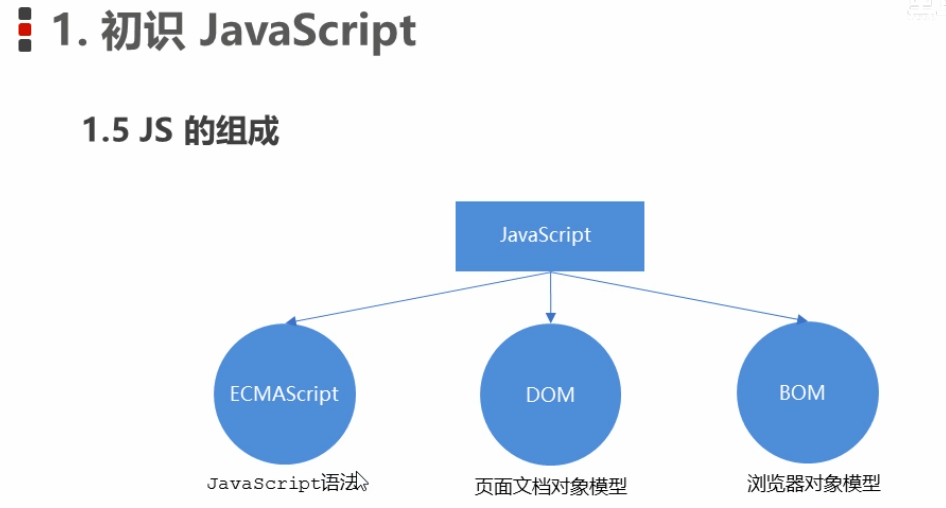 1. 初识 JavaScript
1.5 JS 的组成
JavaScript
ECMAScript
DOM
BOM
JavaScript语法
页面文档对象模型
浏览器对象模型